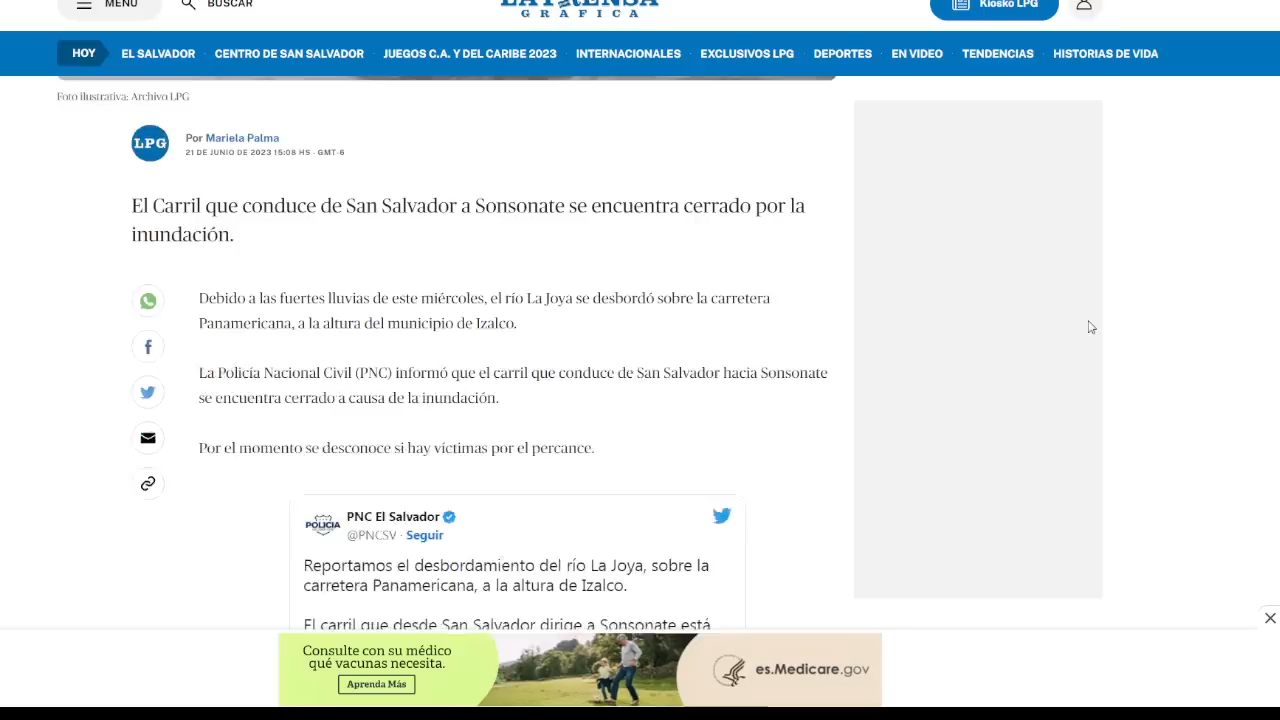 MENÚ
BUSCAR
LA PRENSA
GRÁFICA
Kiosko LPG
HOY
EL SALVADOR
CENTRO DE SAN SALVADOR
JUEGOS C.A. Y DEL CARIBE 2023
INTERNACIONALES
EXCLUSIVOS LPG
DEPORTES
EN VIDEO
TENDENCIAS
HISTORIAS DE VIDA
Foto ilustrativa: Archivo LPG
LPG
Por Mariela Palma
21 DE JUNIO DE 2023 15:08 HS - GMT-6
El Carril que conduce de San Salvador a Sonsonate se encuentra cerrado por la
inundación.
Debido a las fuertes lluvias de este miércoles, el río La Joya se desbordó sobre la carretera
Panamericana, a la altura del municipio de Izalco.
La Policía Nacional Civil (PNC) informó que el carril que conduce de San Salvador hacia Sonsonate
se encuentra cerrado a causa de la inundación.
Por el momento se desconoce si hay víctimas por el percance.
POLICIA
PNC El Salvador
@PNCSV · Seguir
Reportamos el desbordamiento del río La Joya, sobre la
carretera Panamericana, a la altura de Izalco.
El carril que desde San Salvador dirige a Sonsonate está
Consulte con su médico
qué vacunas necesita.
Aprenda Más
es.Medicare.gov